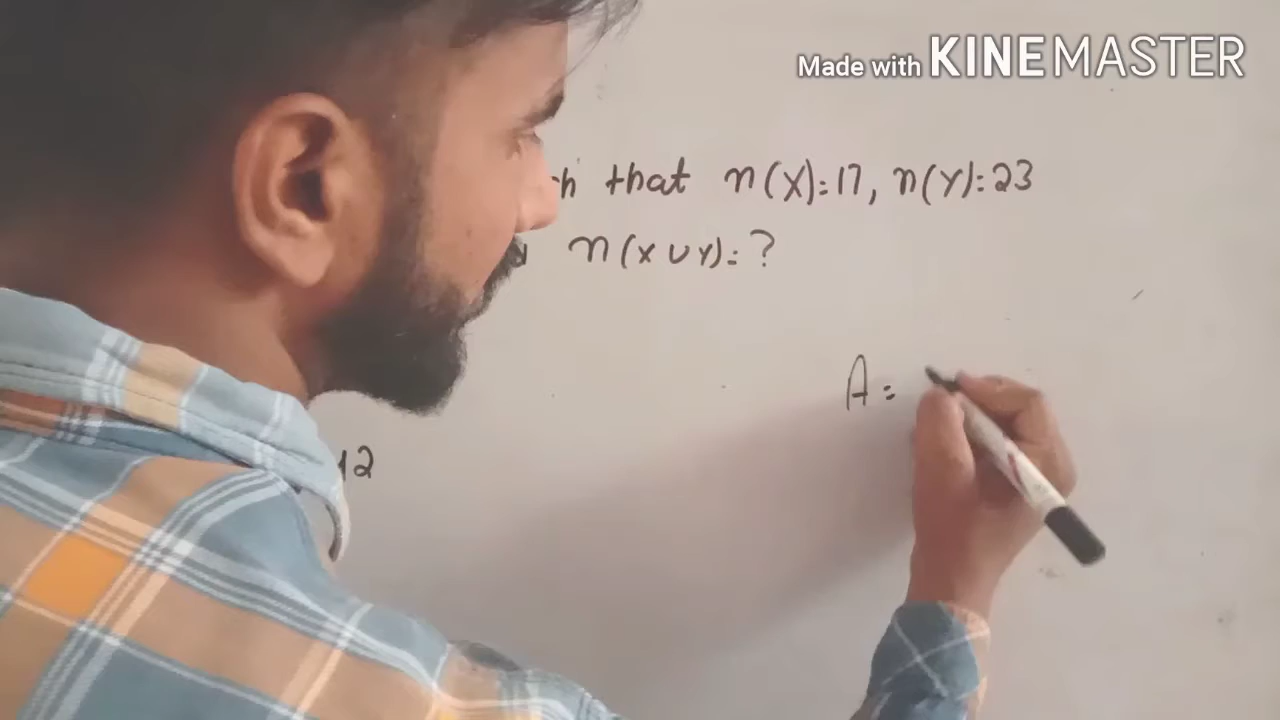 Made with KINEMASTER
that n(X)=17, n(Y)=23
n(X∪Y)=?
A=
12